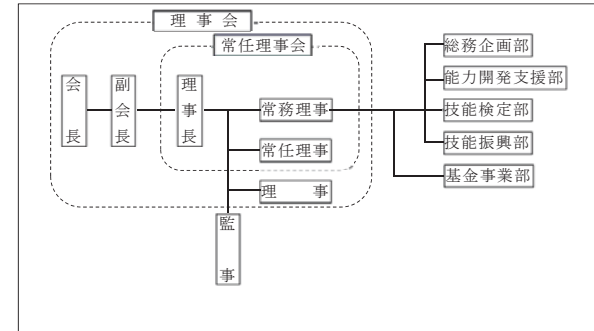 理事会
常任理事会
会長
副会長
理事長
常務理事
常任理事
理事
監事
総務企画部
能力開発支援部
技能検定部
技能振興部
基金事業部